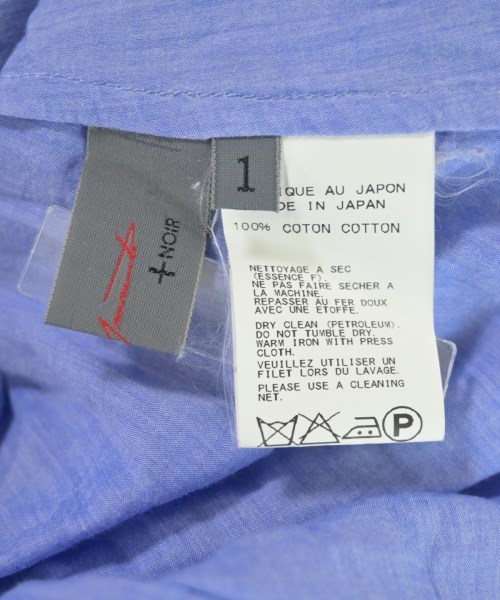 +NOIR
1
IQUE AU JAPON
DE IN JAPAN
100% COTON COTTON
NETTOYAGE A SEC
(ESSENCE F).
NE PAS FAIRE SECHER A
LA MACHINE.
REPASSER AU FER DOUX
AVEC UNE ETOFFE.
DRY CLEAN (PETROLEUM).
DO NOT TUMBLE DRY.
WARM IRON WITH PRESS
CLOTH.
VEUILLEZ UTILISER UN
FILET LORS DU LAVAGE.
PLEASE USE A CLEANING
NET.
P